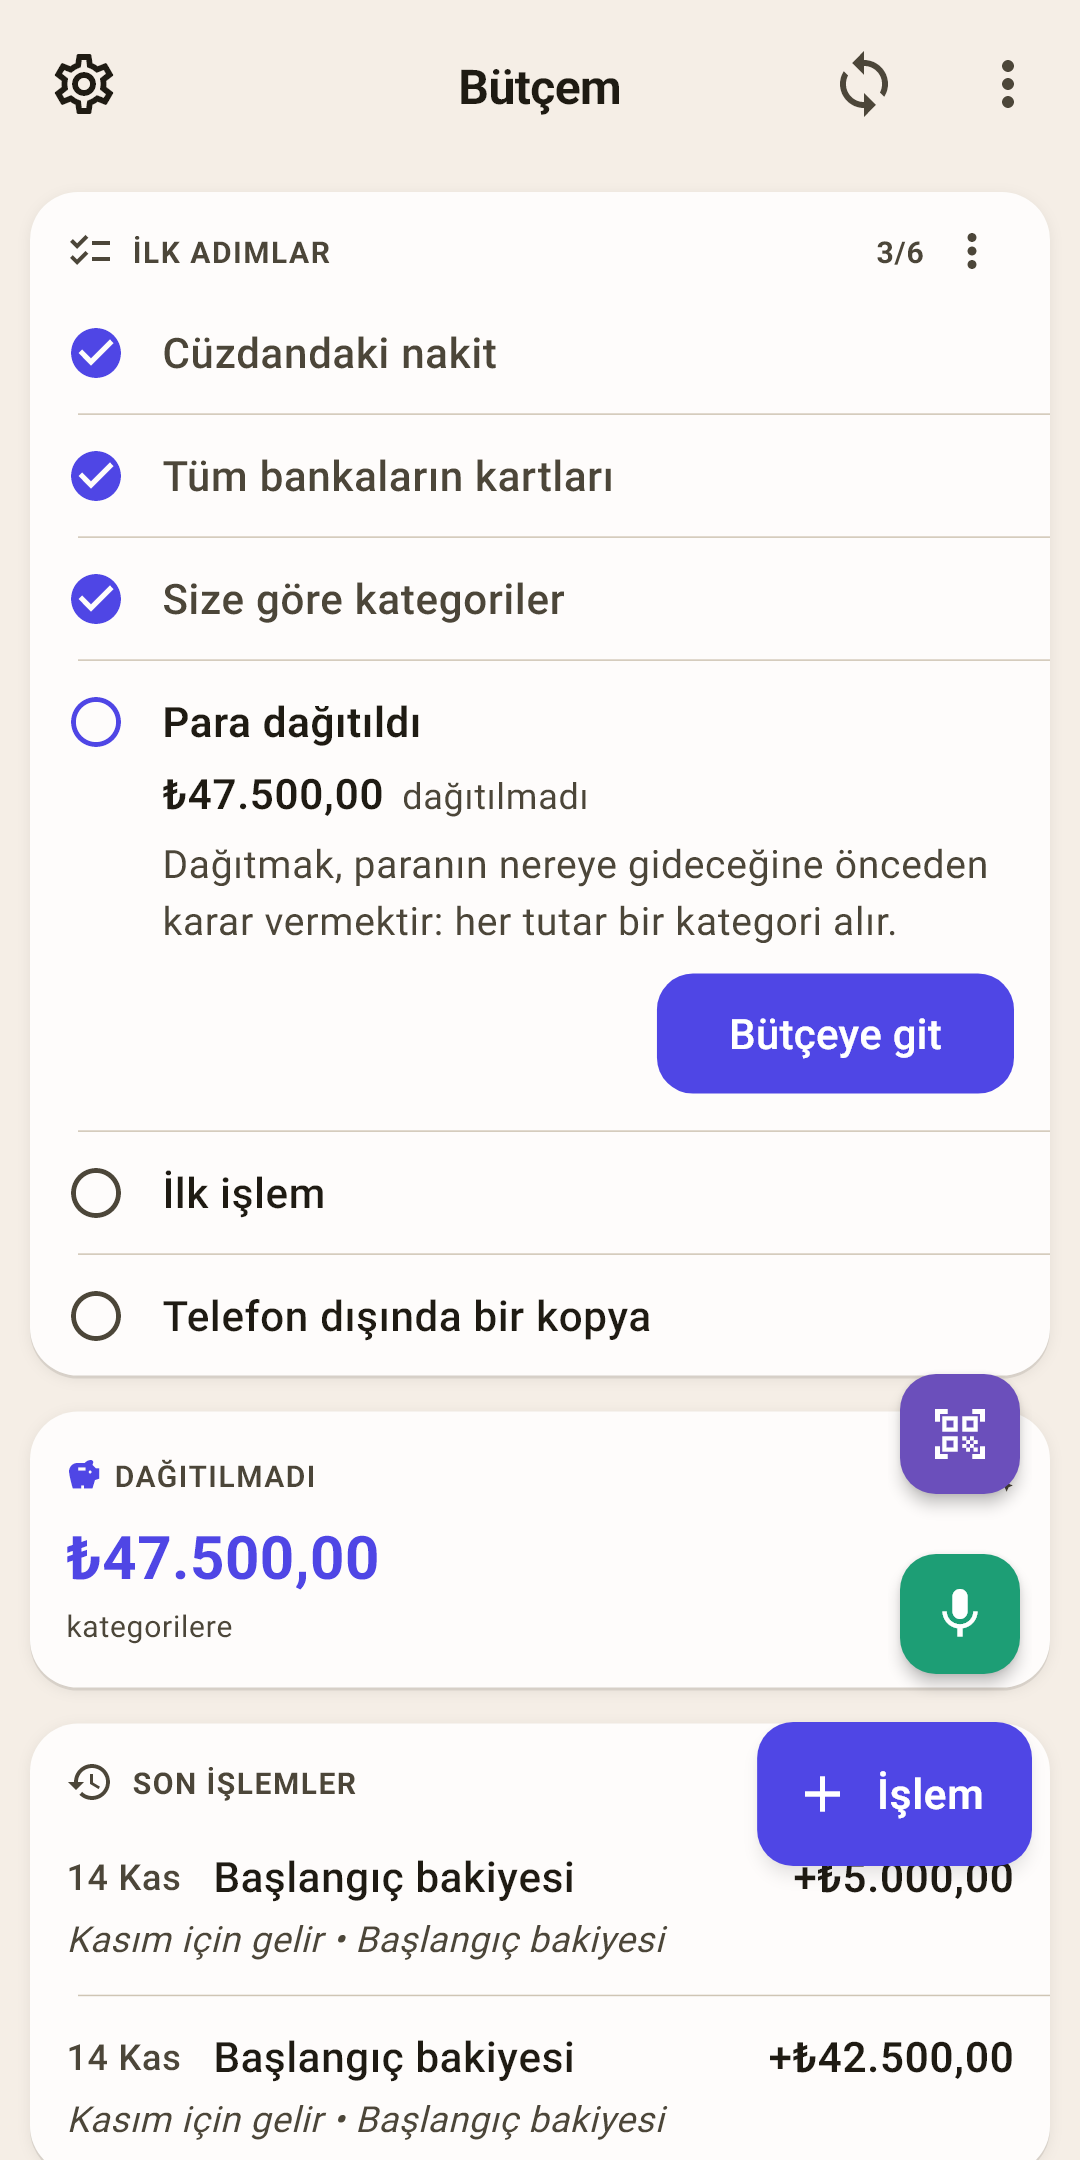 Bütçem
İLK ADIMLAR 3/6
Cüzdandaki nakit
Tüm bankaların kartları
Size göre kategoriler
Para dağıtıldı
₺47.500,00 dağıtılmadı
Dağıtmak, paranın nereye gideceğine önceden
karar vermektir: her tutar bir kategori alır.
Bütçeye git
İlk işlem
Telefon dışında bir kopya
DAĞITILMADI
₺47.500,00
kategorilere
SON İŞLEMLER
+ İşlem
14 Kas Başlangıç bakiyesi +₺5.000,00
Kasım için gelir • Başlangıç bakiyesi
14 Kas Başlangıç bakiyesi +₺42.500,00
Kasım için gelir • Başlangıç bakiyesi